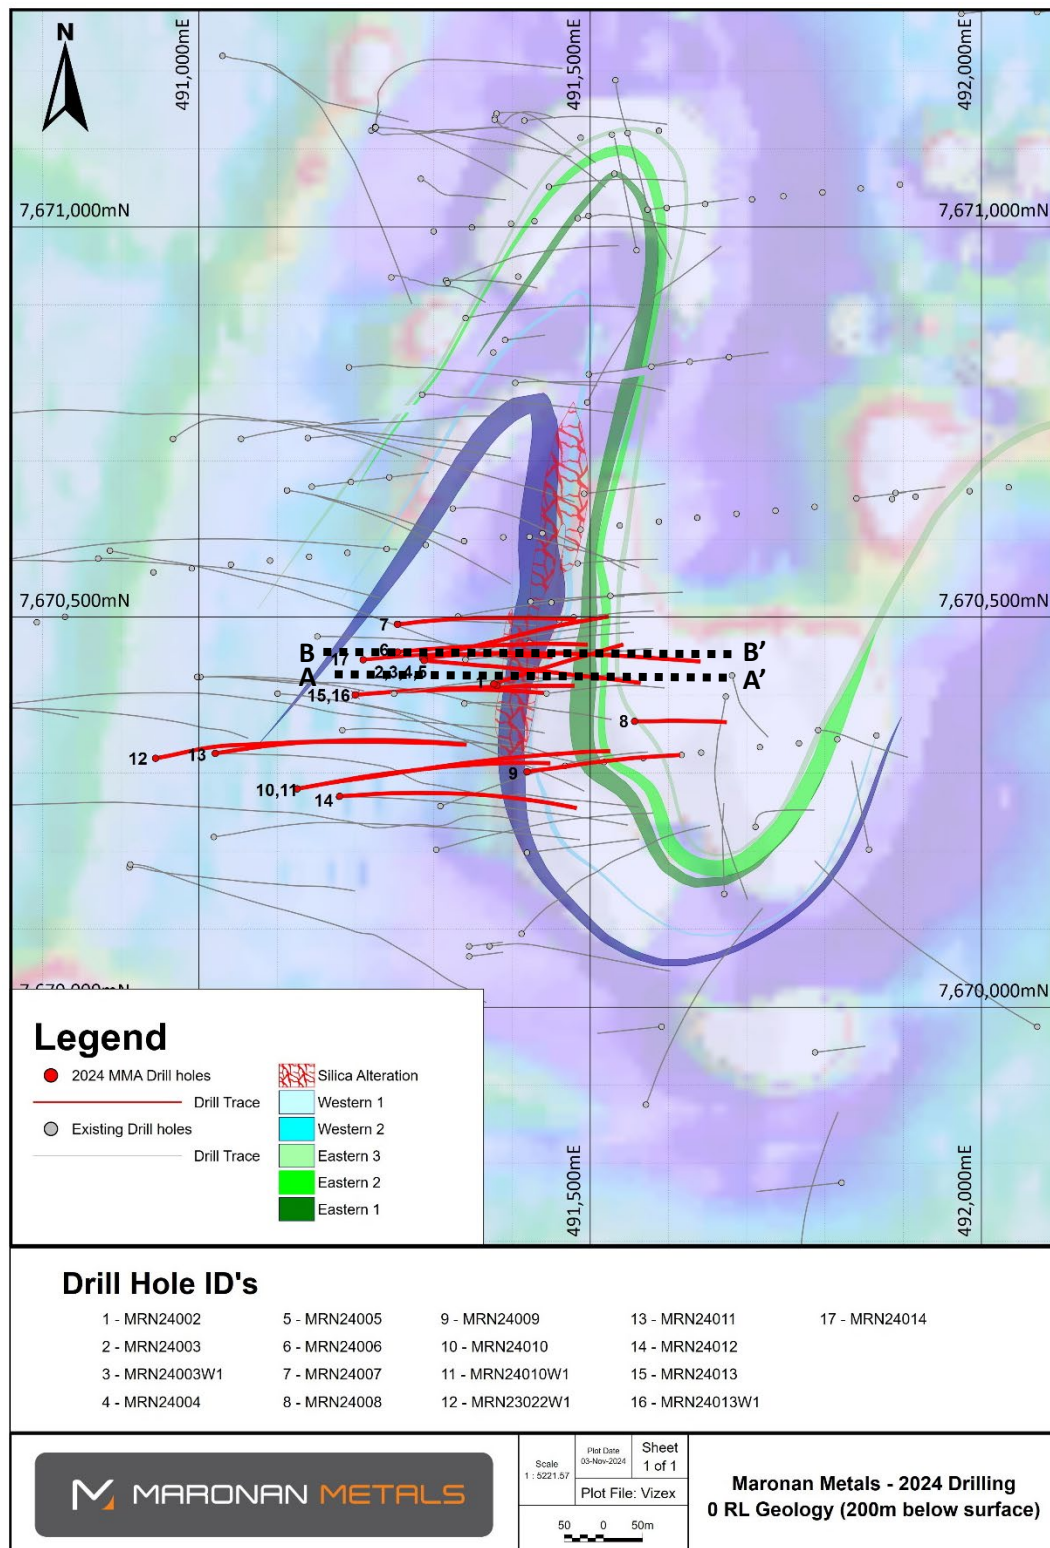 N
491,000mE
491,500mE
492,000mE
7,671,000mN
7,671,000mN
7,670,500mN
7,670,500mN
7
6
B
B'
17
2,3,4,5
A
A'
1
15,16
8
12
13
9
10,11
14
7,670,000mN
7,670,000mN
491,500mE
492,000mE
Legend
2024 MMA Drill holes
Drill Trace
Existing Drill holes
Drill Trace
Silica Alteration
Western 1
Western 2
Eastern 3
Eastern 2
Eastern 1
Drill Hole ID's
1 - MRN24002
5 - MRN24005
9 - MRN24009
13 - MRN24011
17 - MRN24014
2 - MRN24003
6 - MRN24006
10 - MRN24010
14 - MRN24012
3 - MRN24003W1
7 - MRN24007
11 - MRN24010W1
15 - MRN24013
4 - MRN24004
8 - MRN24008
12 - MRN23022W1
16 - MRN24013W1
MARONAN METALS
Scale
1 : 5221.57
Plot Date
03-Nov-2024
Sheet
1 of 1
Plot File: Vizex
50 0 50m
Maronan Metals - 2024 Drilling
0 RL Geology (200m below surface)